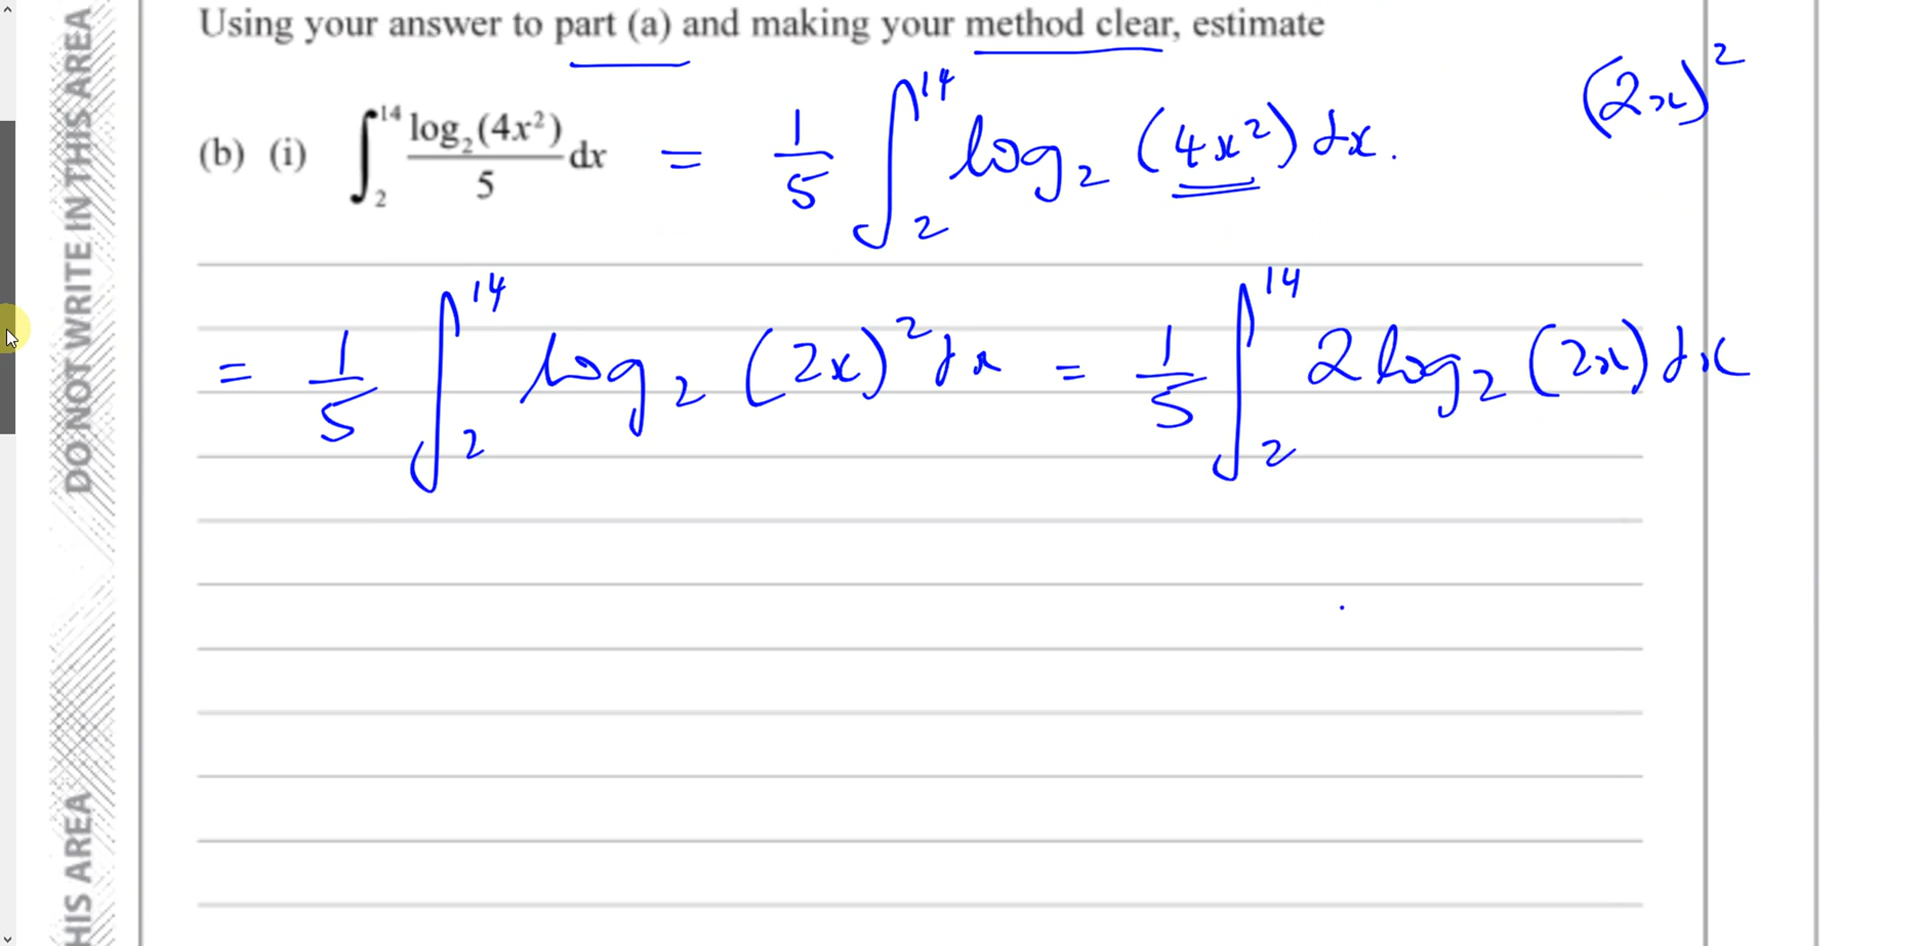 Using your answer to part (a) and making your method clear, estimate
(2x)²
(b) (i) ∫₂¹⁴ log₂(4x²)/5 dx = 1/5 ∫₂¹⁴ log₂(4x²) dx.
= 1/5 ∫₂¹⁴ log₂(2x)² dx = 1/5 ∫₂¹⁴ 2log₂(2x) dx
DO NOT WRITE IN THIS AREA
HIS AREA